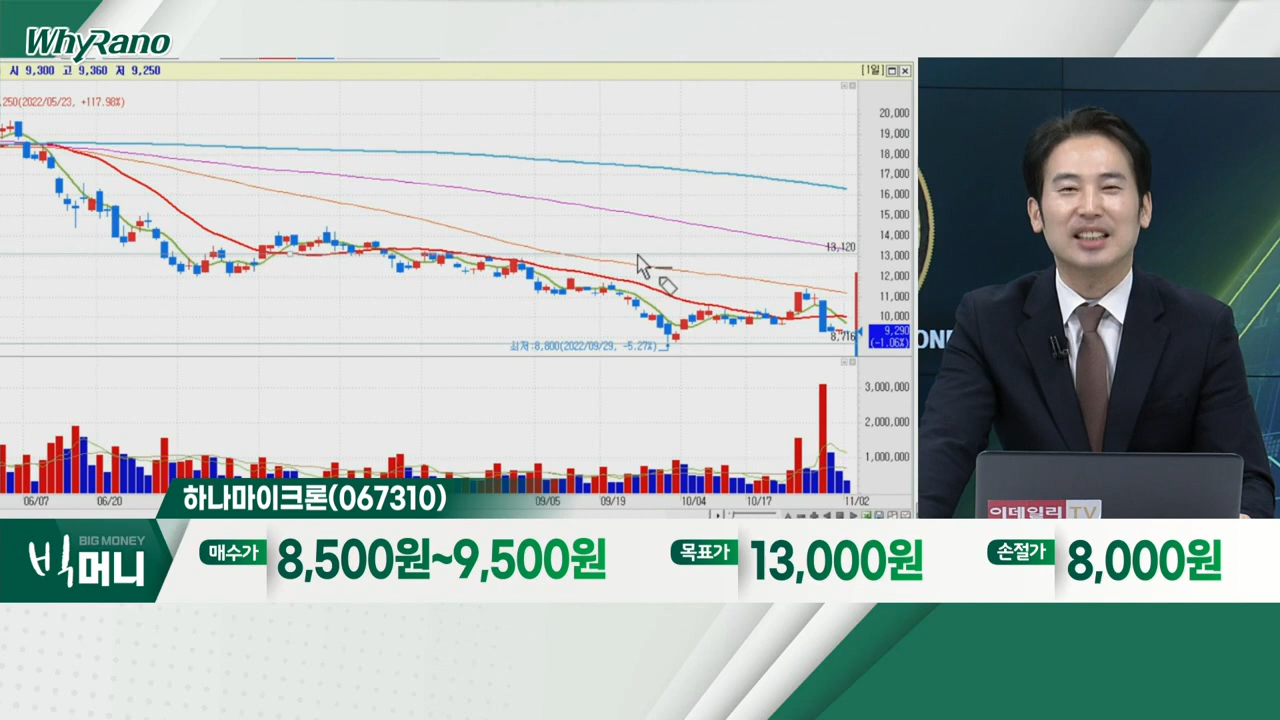 WhyRano
시 9,300 고 9,360 저 9,250
[1일]
,250(2022/05/23, +117.98%)
20,000
19,000
18,000
17,000
16,000
15,000
14,000
13,120
13,000
12,000
11,000
10,000
9,290
(-1.06%)
8,716
최저:8,800(2022/09/29, -5.27%)
3,000,000
2,000,000
1,000,000
06/07 06/20 09/05 09/19 10/04 10/17 11/02
이데일리 TV
하나마이크론(067310)
BIG MONEY
빅머니
매수가 8,500원~9,500원
목표가 13,000원
손절가 8,000원